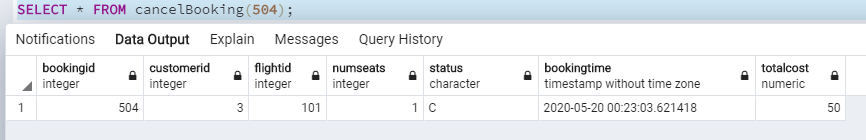 SELECT * FROM cancelBooking(504);
Notifications Data Output Explain Messages Query History
bookingid customerid flightid numseats status bookingtime totalcost
integer integer integer integer character timestamp without time zone numeric
1 504 3 101 1 C 2020-05-20 00:23:03.621418 50